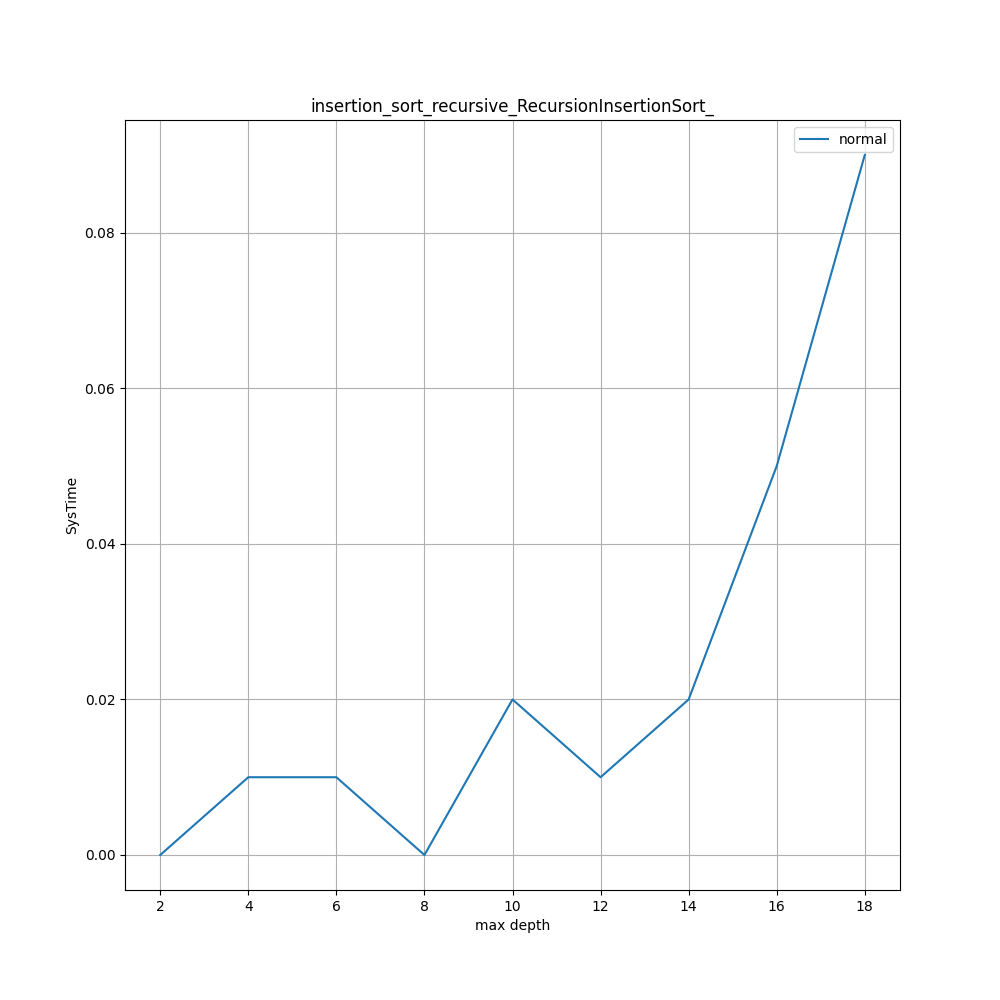 insertion_sort_recursive_RecursionInsertionSort_
normal
0.08
0.06
0.04
0.02
0.00
SysTime
2 4 6 8 10 12 14 16 18
max depth